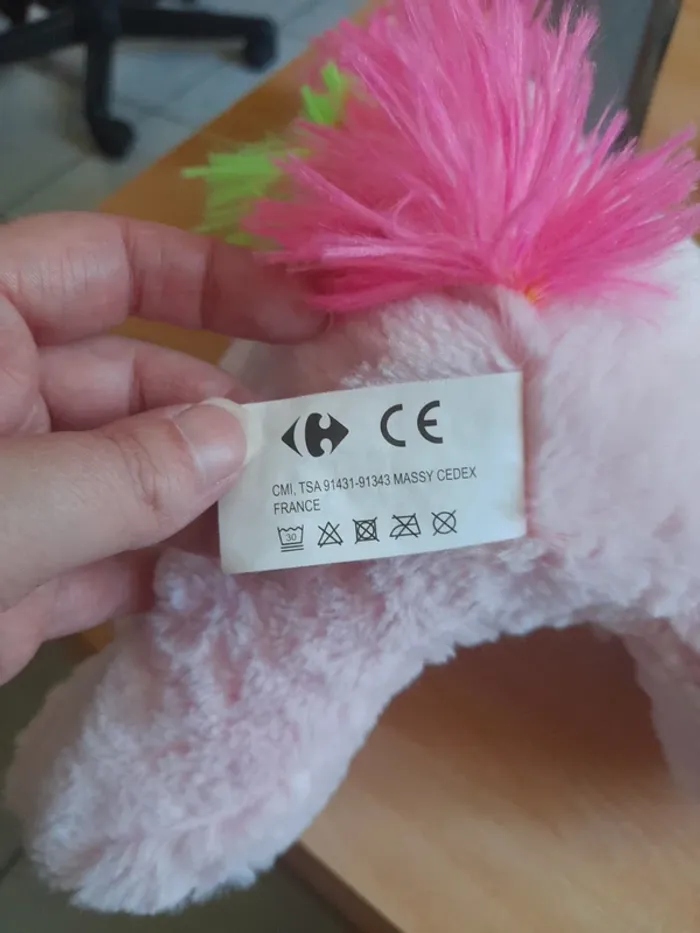 CE
CMI, TSA 91431-91343 MASSY CEDEX
FRANCE
30